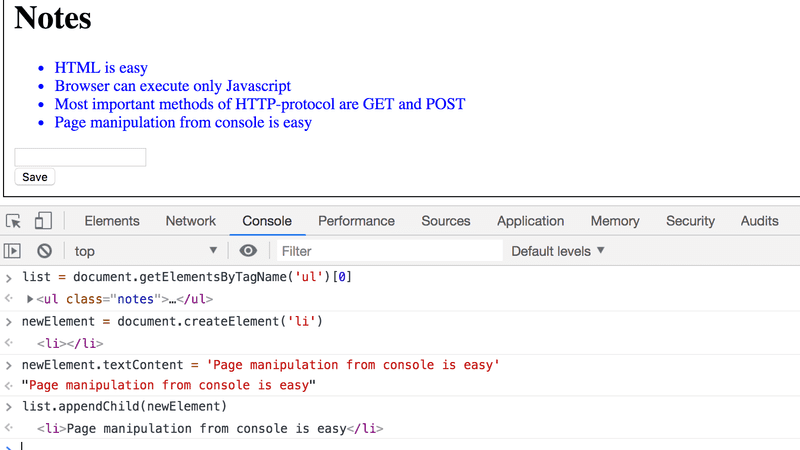 Notes
HTML is easy
Browser can execute only Javascript
Most important methods of HTTP-protocol are GET and POST
Page manipulation from console is easy
Save
Elements Network Console Performance Sources Application Memory Security Audits
top Filter Default levels
list = document.getElementsByTagName('ul')[0]
<ul class="notes">…</ul>
newElement = document.createElement('li')
<li></li>
newElement.textContent = 'Page manipulation from console is easy'
"Page manipulation from console is easy"
list.appendChild(newElement)
<li>Page manipulation from console is easy</li>